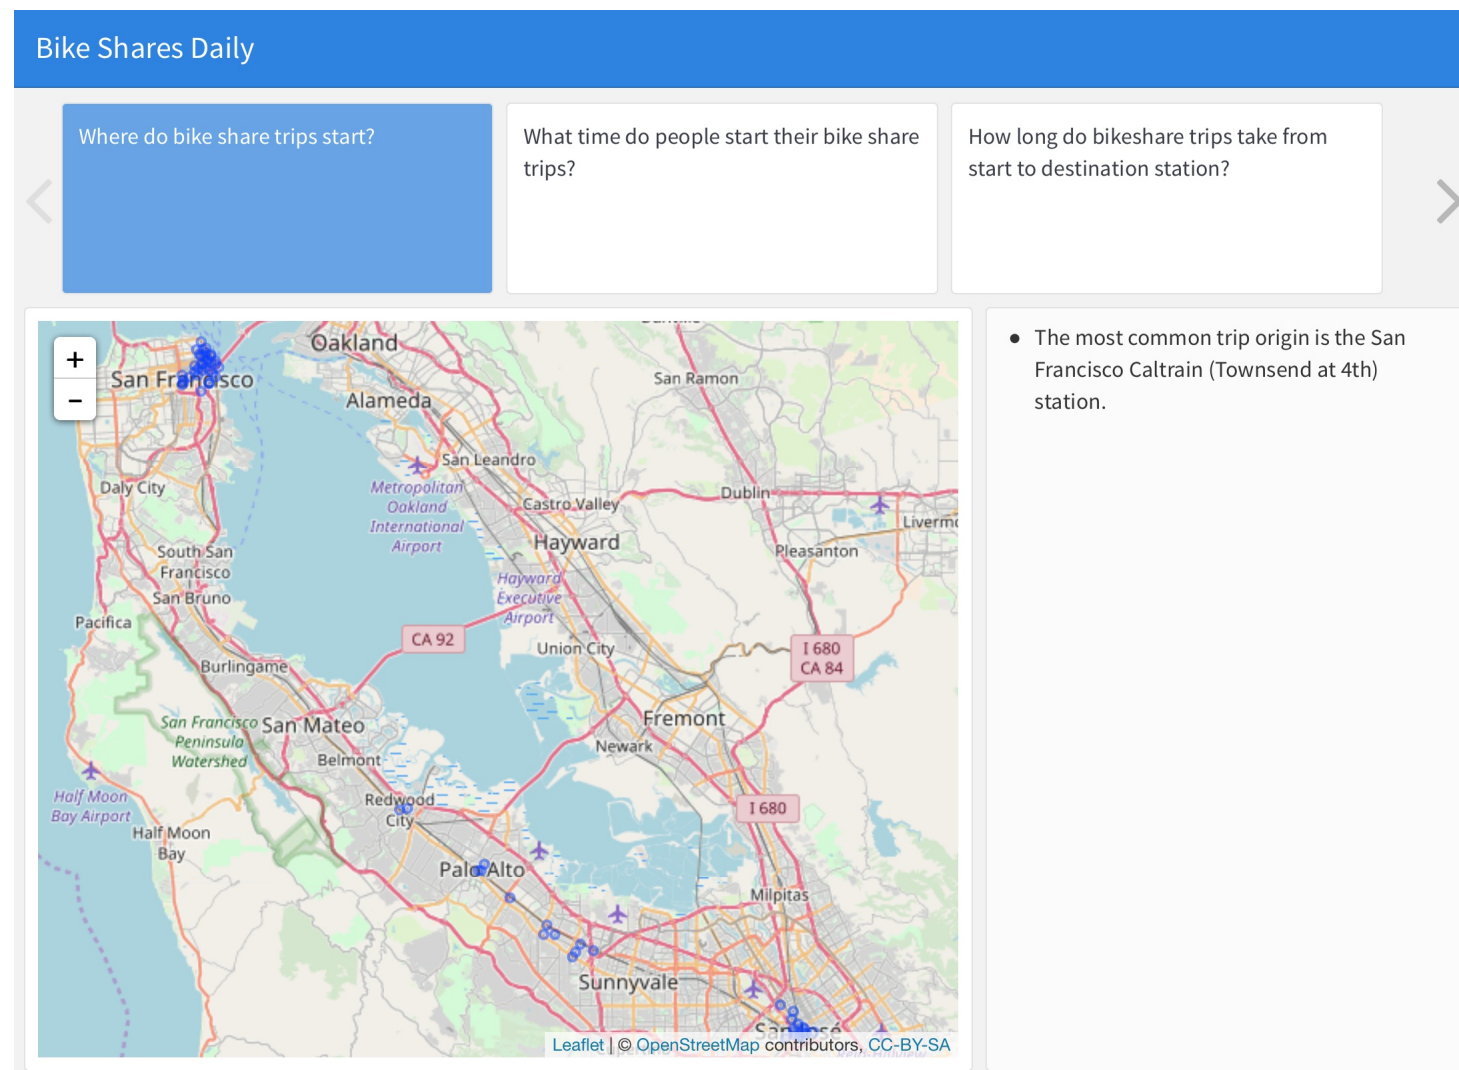 Bike Shares Daily
Where do bike share trips start?
What time do people start their bike share
trips?
How long do bikeshare trips take from
start to destination station?
+
−
Oakland
San Francisco
Alameda
San Ramon
San Leandro
Daly City
Metropolitan
Oakland
International
Airport
Castro Valley
Dublin
Hayward
Pleasanton
South San
Francisco
San Bruno
Hayward
Executive
Airport
Pacifica
CA 92
Union City
I 680
CA 84
Burlingame
San Francisco
Peninsula
Watershed
San Mateo
Fremont
Newark
Belmont
Half Moon
Bay Airport
Redwood
City
I 680
Half Moon
Bay
Palo Alto
Milpitas
Sunnyvale
San José
Leaflet | © OpenStreetMap contributors, CC-BY-SA
● The most common trip origin is the San
Francisco Caltrain (Townsend at 4th)
station.